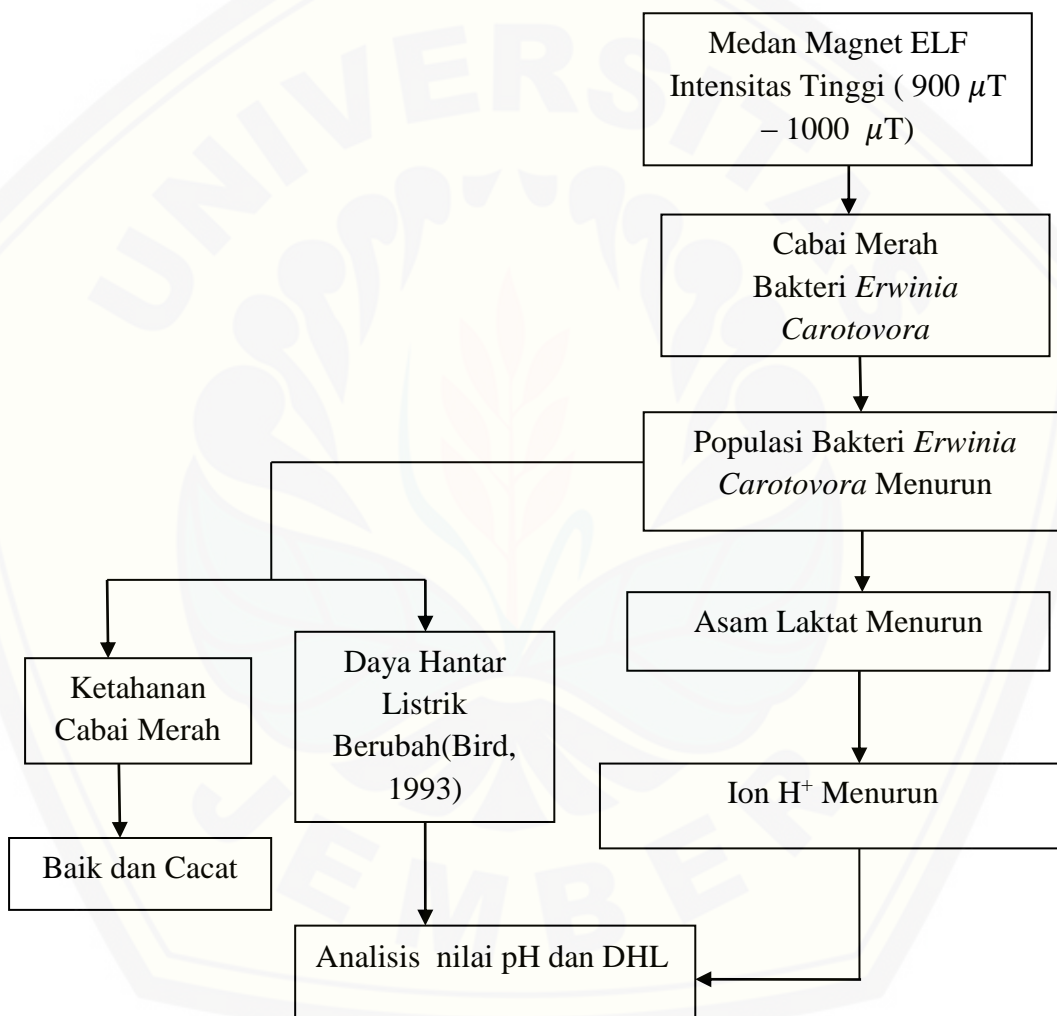 Medan Magnet ELF
Intensitas Tinggi ( 900 𝜇T
– 1000 𝜇T)
Cabai Merah
Bakteri Erwinia
Carotovora
Populasi Bakteri Erwinia
Carotovora Menurun
Asam Laktat Menurun
Ion H⁺ Menurun
Daya Hantar
Listrik
Berubah(Bird,
1993)
Ketahanan
Cabai Merah
Baik dan Cacat
Analisis nilai pH dan DHL
UNIVERSITAS
JEMBER